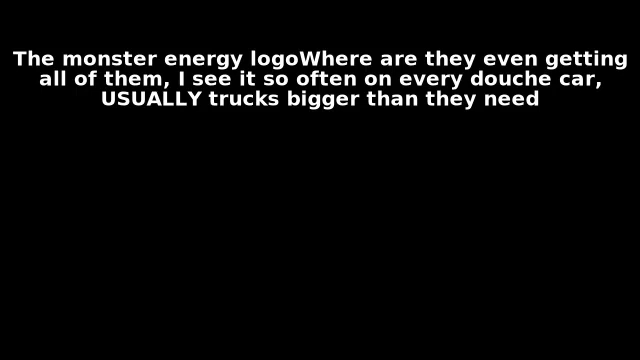 The monster energy logoWhere are they even getting
all of them, I see it so often on every douche car,
USUALLY trucks bigger than they need